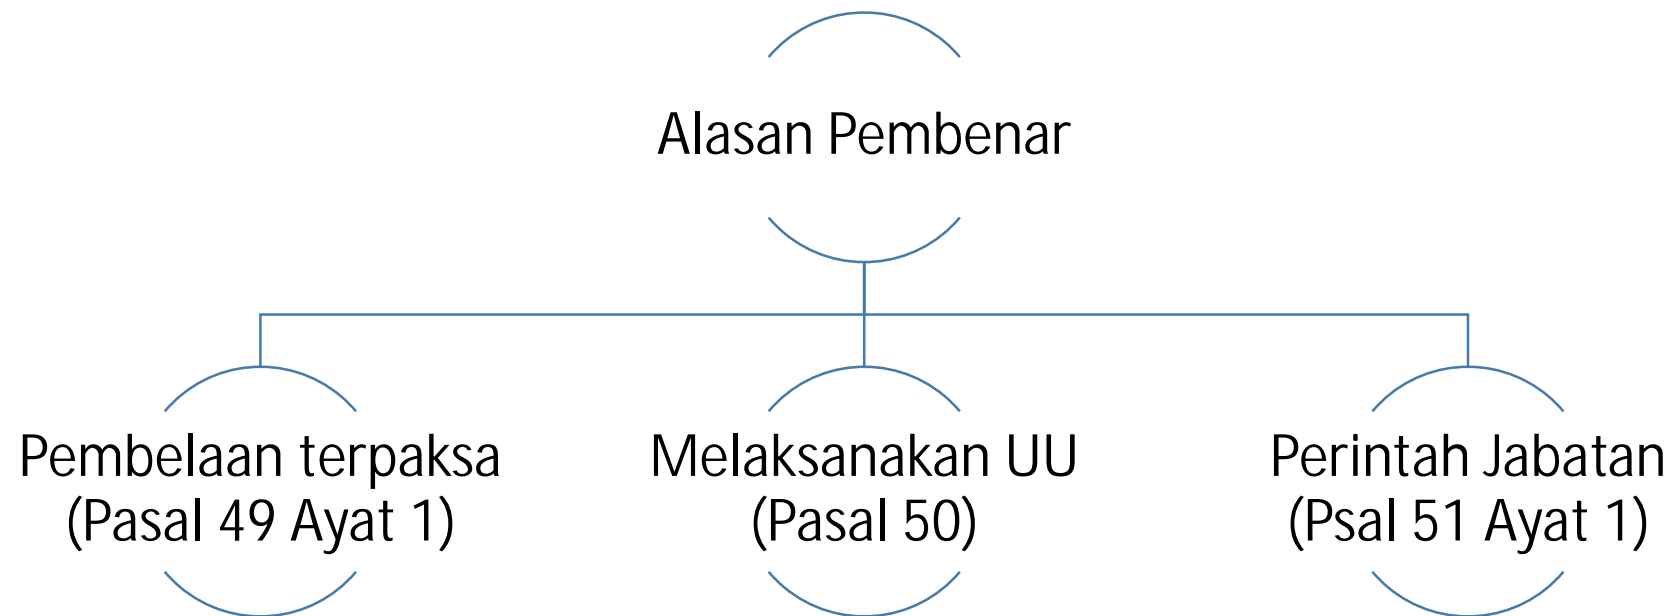 Alasan Pembenar
Pembelaan terpaksa
(Pasal 49 Ayat 1)
Melaksanakan UU
(Pasal 50)
Perintah Jabatan
(Psal 51 Ayat 1)